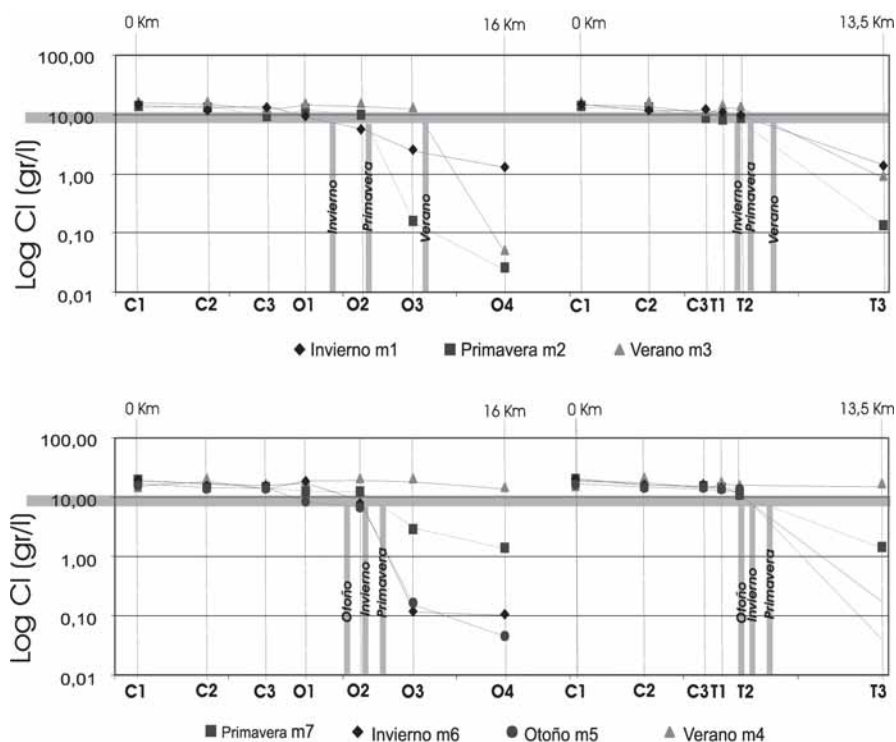 0 Km
16 Km
0 Km
13,5 Km
Log Cl (gr/l)
100,00
10,00
1,00
0,10
0,01
Invierno
Primavera
Verano
Invierno
Primavera
Verano
C1 C2 C3 O1 O2 O3 O4 C1 C2 C3 T1 T2 T3
Invierno m1 Primavera m2 Verano m3
0 Km
16 Km
0 Km
13,5 Km
Log Cl (gr/l)
100,00
10,00
1,00
0,10
0,01
Otoño
Invierno
Primavera
Otoño
Invierno
Primavera
C1 C2 C3 O1 O2 O3 O4 C1 C2 C3 T1 T2 T3
Primavera m7 Invierno m6 Otoño m5 Verano m4